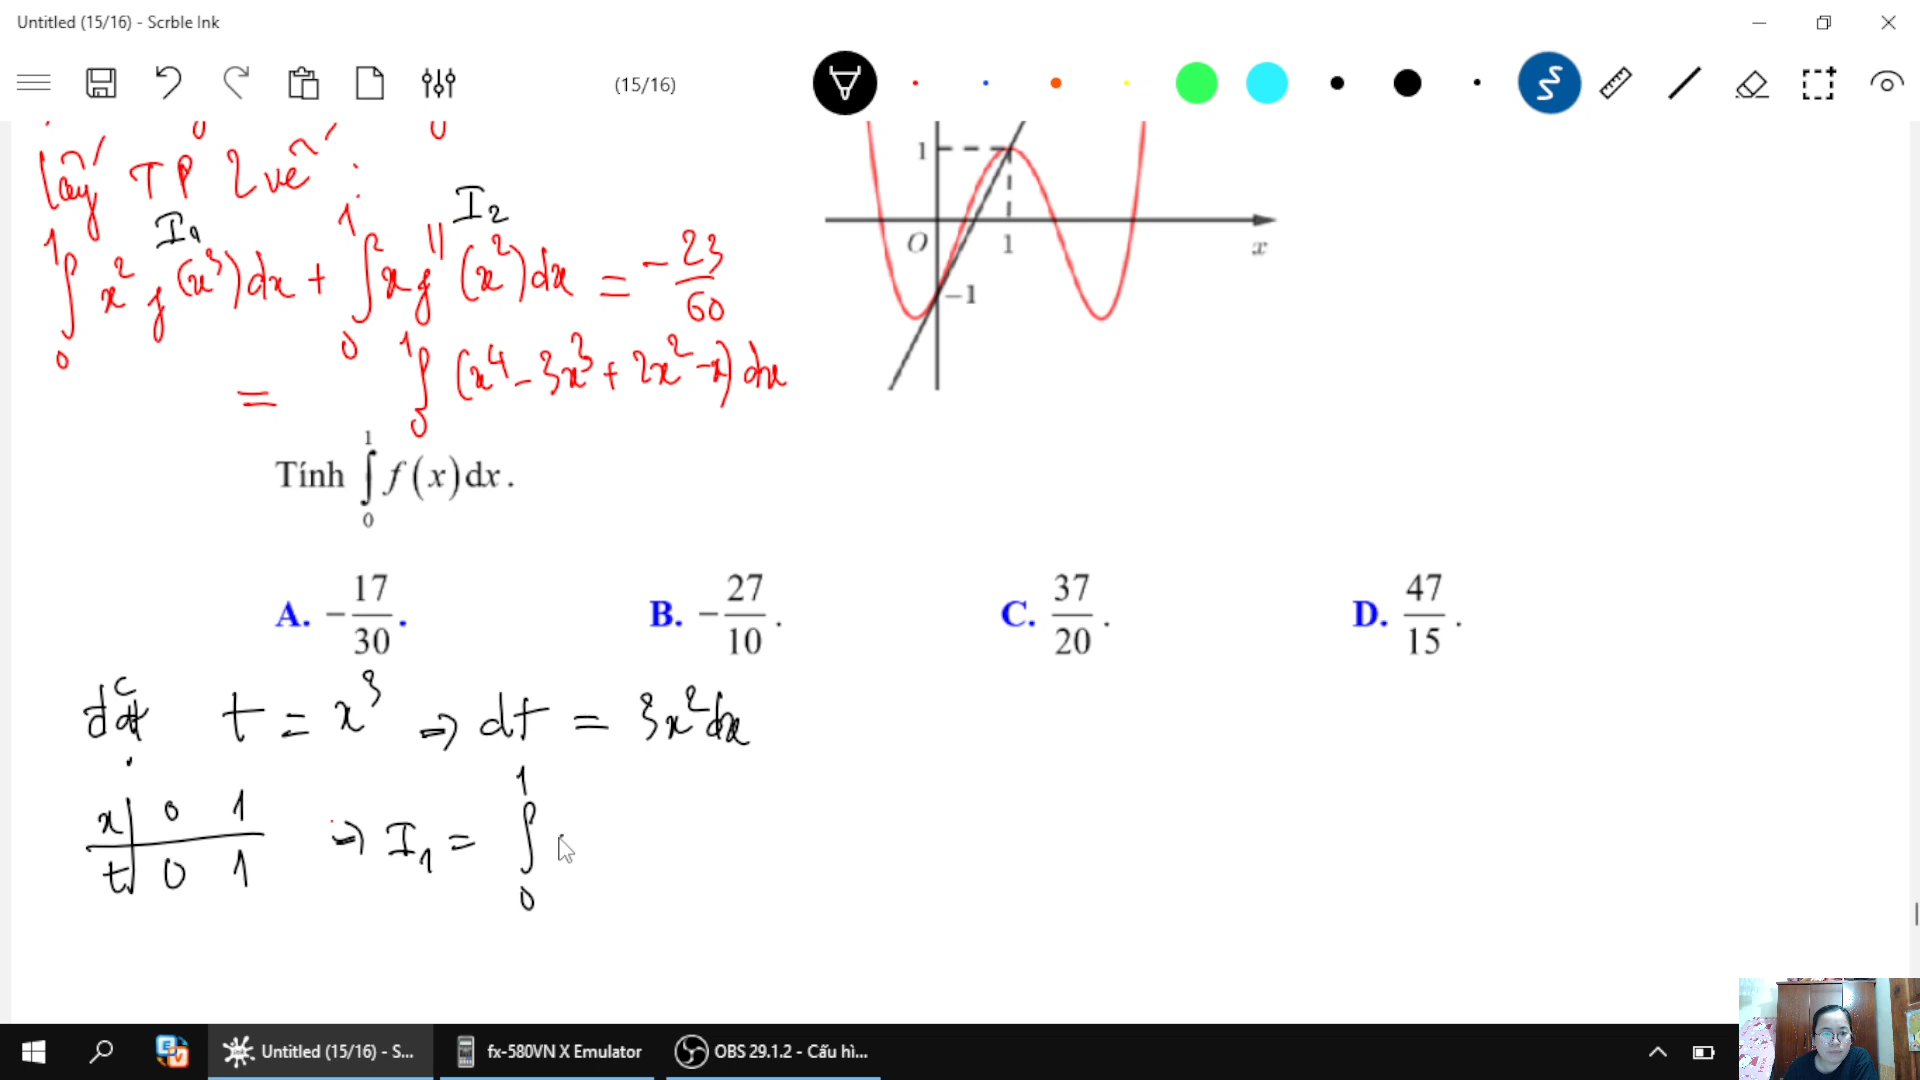 Untitled (15/16) - Scrble Ink
(15/16)
lấy TP 2 vế :
I₁ I₂
∫₀¹ x² f(x³)dx + ∫₀¹ x f(x²)dx = -23/60
= ∫₀¹ (x⁴ - 3x³ + 2x² - x) dx
1
O 1 x
-1
Tính ∫₀¹ f(x)dx.
A. -17/30. B. -27/10. C. 37/20. D. 47/15.
đặt t = x³ => dt = 3x²dx
x | 0 1
t | 0 1 => I₁ = ∫₀¹
Untitled (15/16) - S...
fx-580VN X Emulator
OBS 29.1.2 - Cấu hì...